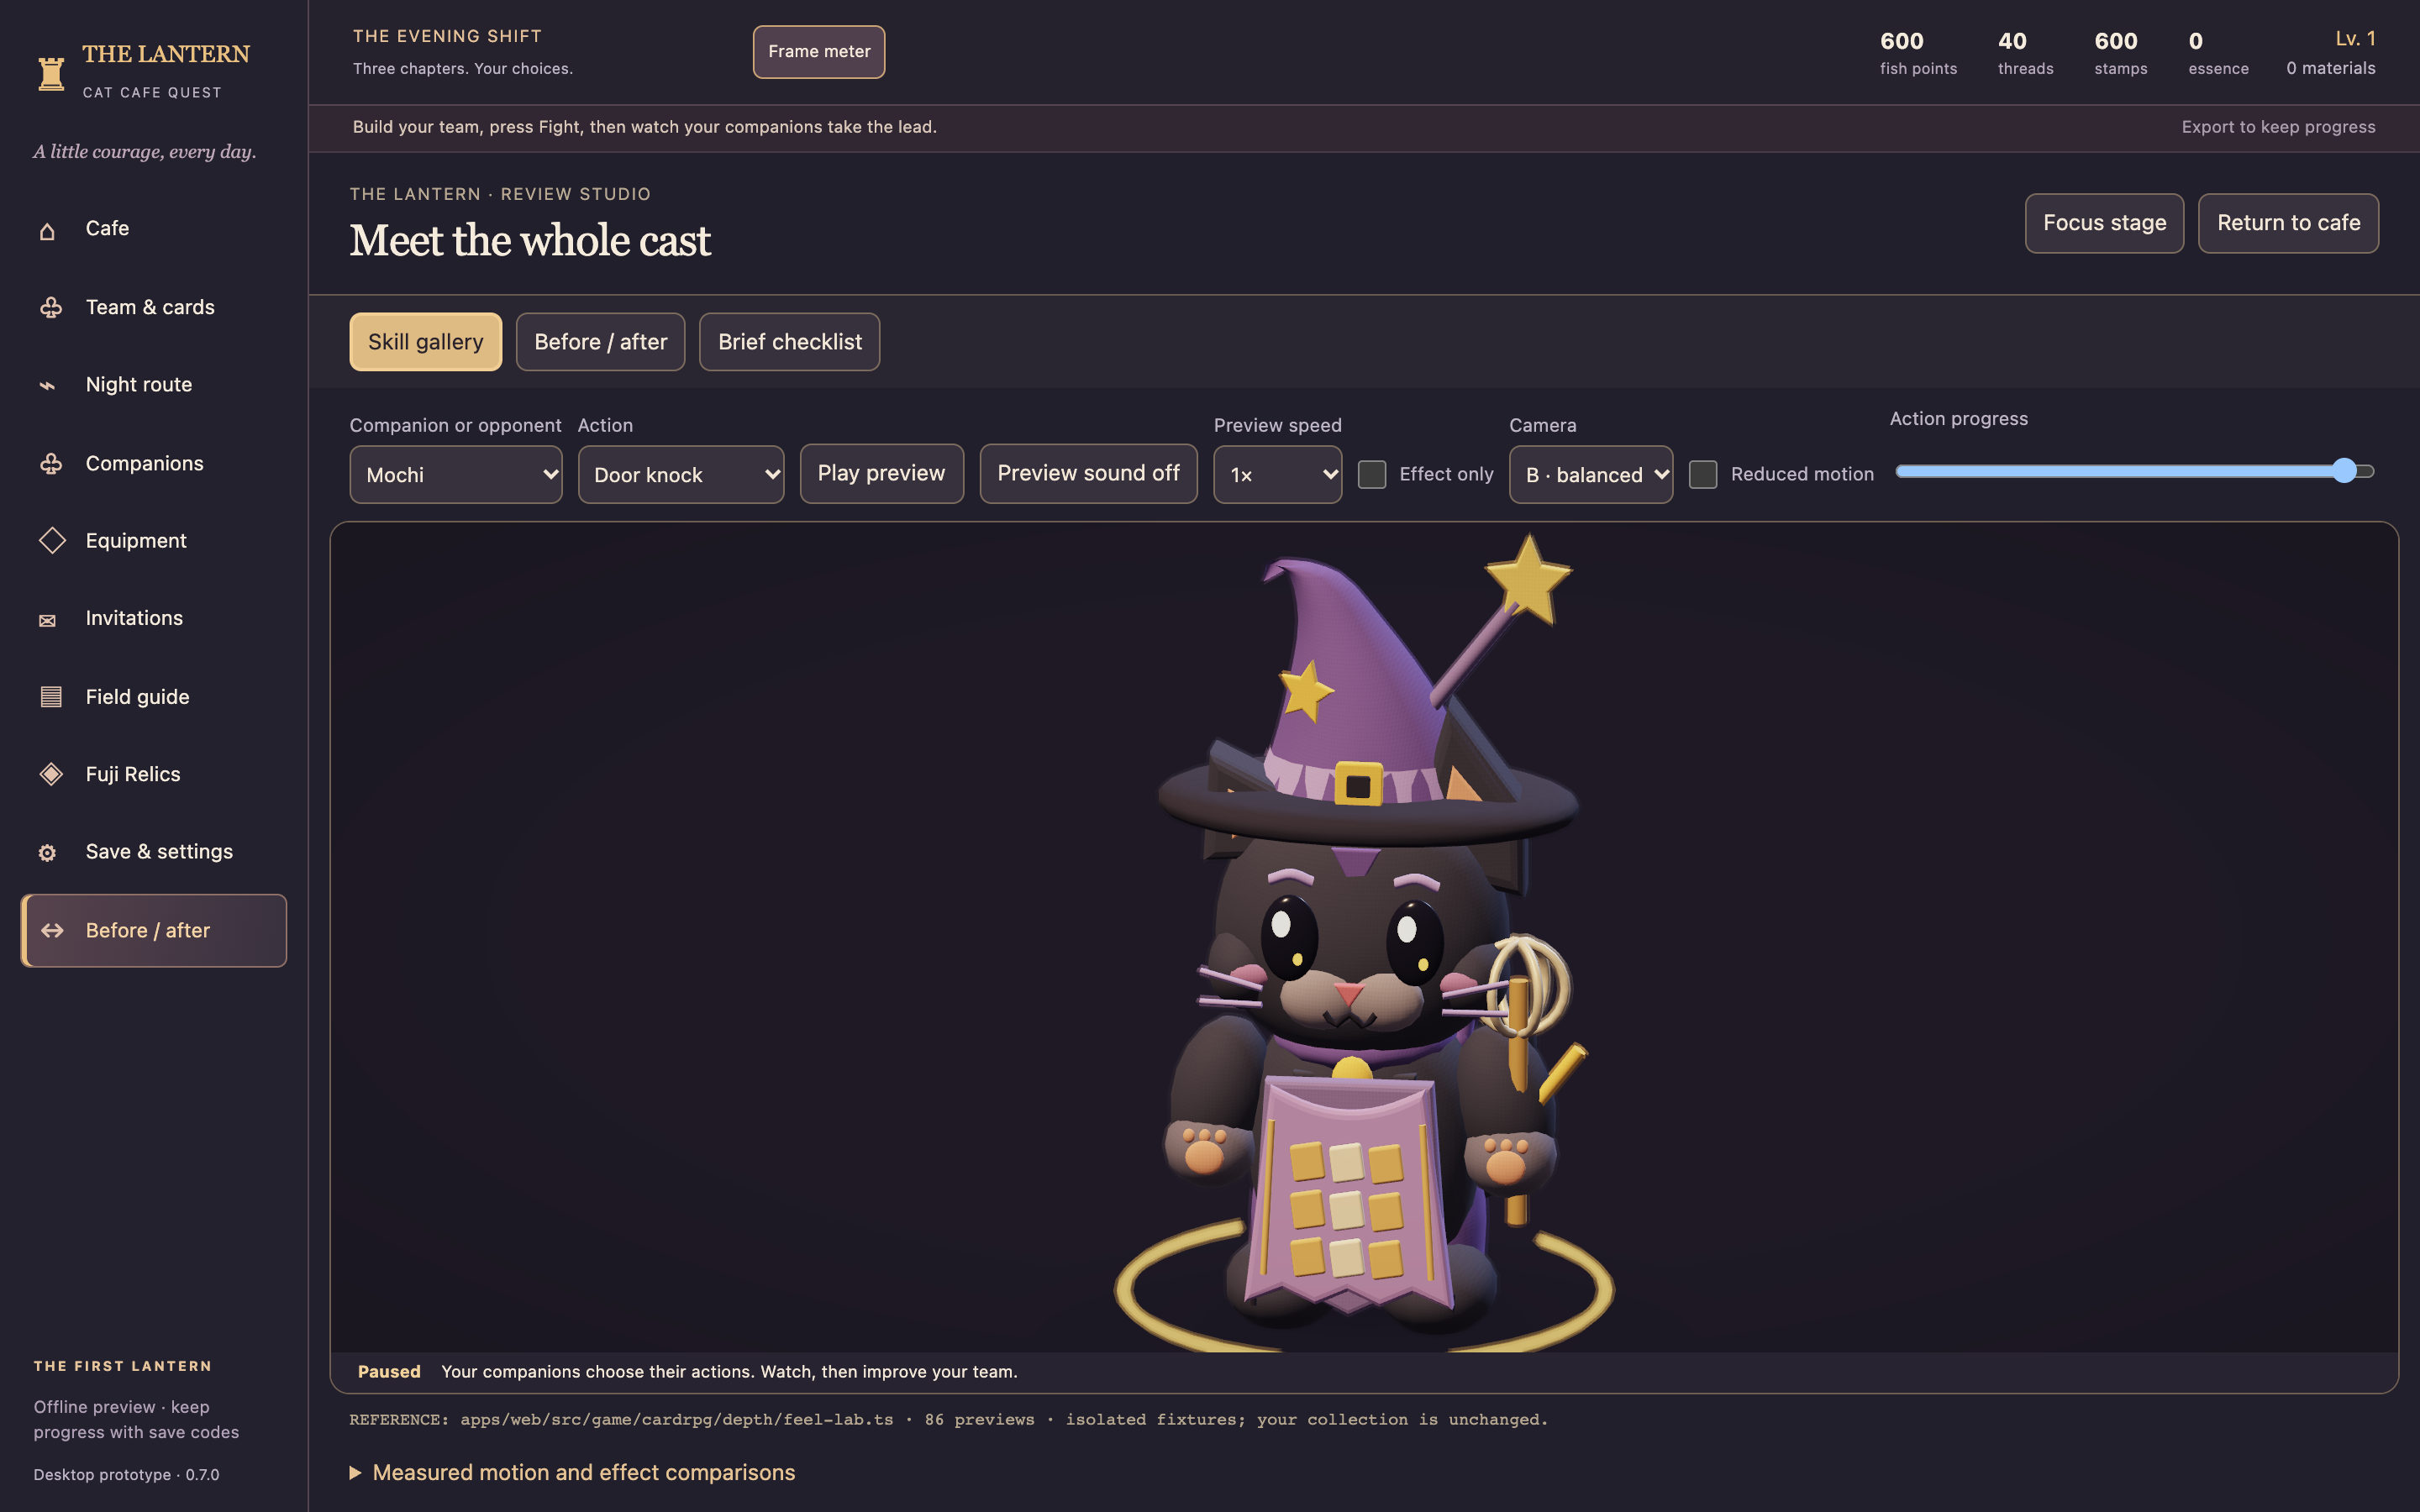 THE LANTERN
CAT CAFE QUEST
A little courage, every day.
Cafe
Team & cards
Night route
Companions
Equipment
Invitations
Field guide
Fuji Relics
Save & settings
Before / after
THE FIRST LANTERN
Offline preview · keep
progress with save codes
Desktop prototype · 0.7.0
THE EVENING SHIFT
Three chapters. Your choices.
Frame meter
600
fish points
40
threads
600
stamps
0
essence
Lv. 1
0 materials
Build your team, press Fight, then watch your companions take the lead.
Export to keep progress
THE LANTERN · REVIEW STUDIO
Meet the whole cast
Focus stage
Return to cafe
Skill gallery
Before / after
Brief checklist
Companion or opponent
Mochi
Action
Door knock
Play preview
Preview sound off
Preview speed
1×
Effect only
Camera
B · balanced
Reduced motion
Action progress
Paused Your companions choose their actions. Watch, then improve your team.
REFERENCE: apps/web/src/game/cardrpg/depth/feel-lab.ts · 86 previews · isolated fixtures; your collection is unchanged.
Measured motion and effect comparisons